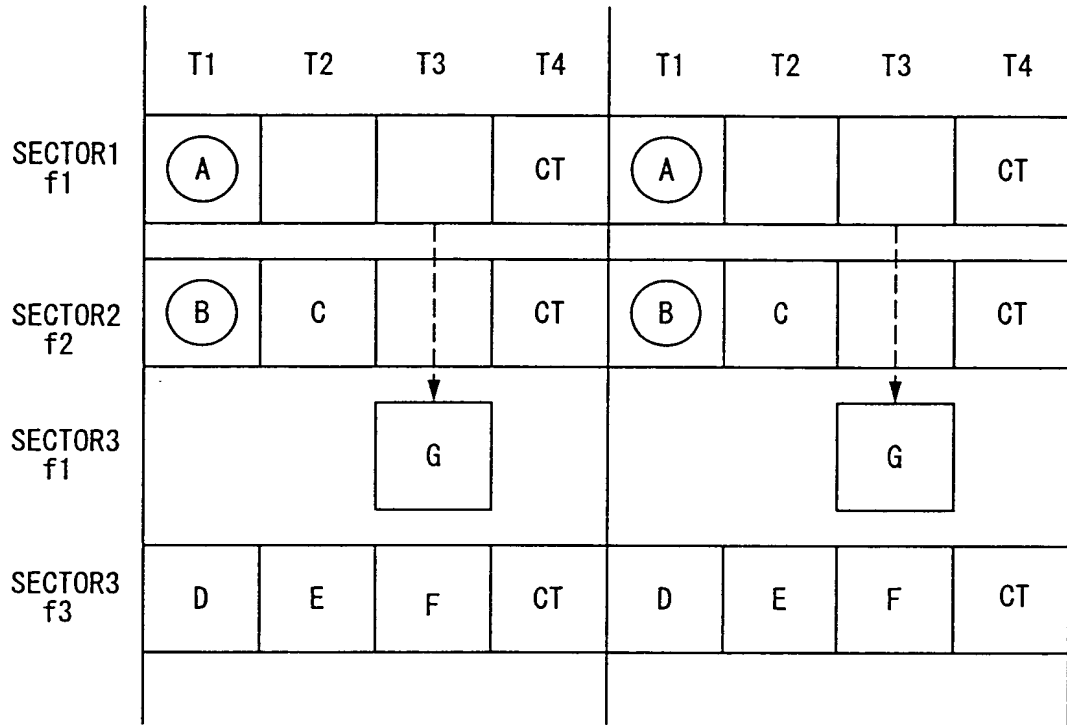 T1 T2 T3 T4 T1 T2 T3 T4
SECTOR1 A CT A CT
f1
SECTOR2 B C CT B C CT
f2
SECTOR3 G G
f1
SECTOR3 D E F CT D E F CT
f3